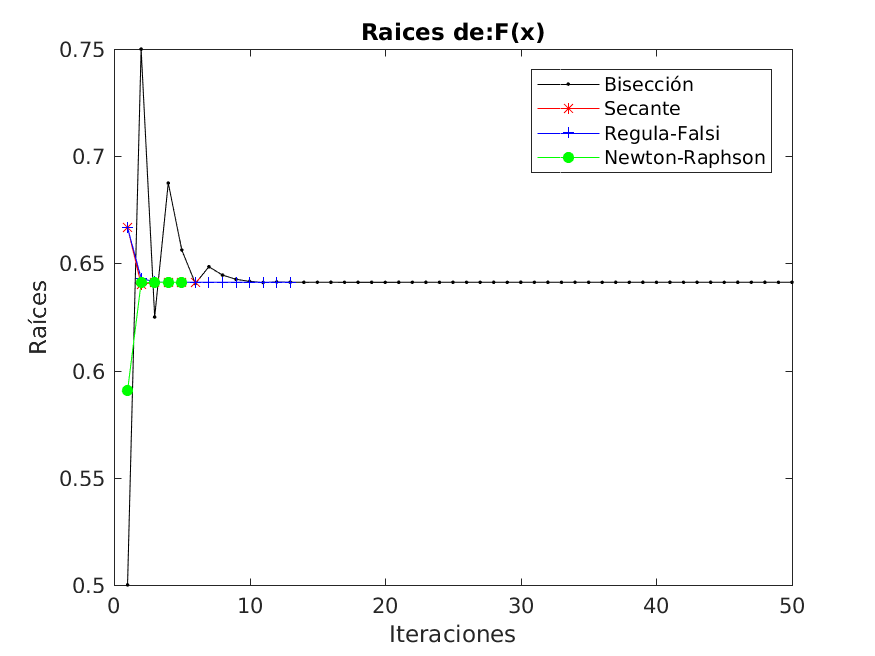 Raices de:F(x)
0.75
0.7
0.65
0.6
0.55
0.5
Raíces
Bisección
Secante
Regula-Falsi
Newton-Raphson
0 10 20 30 40 50
Iteraciones